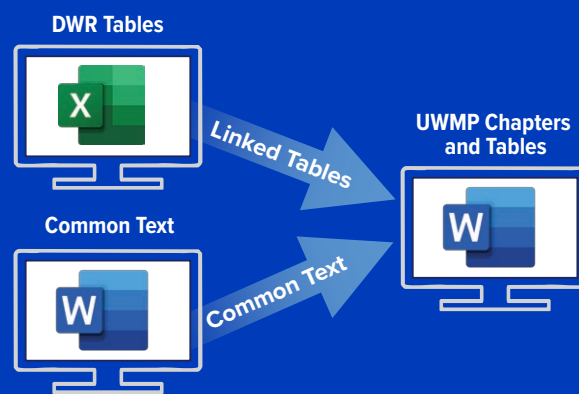 DWR Tables
X
Linked Tables
UWMP Chapters
and Tables
W
Common Text
W
Common Text